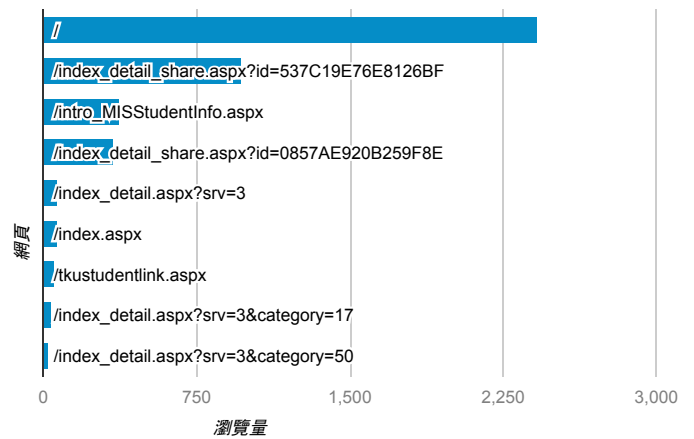 /
/index_detail_share.aspx?id=537C19E76E8126BF
/intro_MISStudentInfo.aspx
/index_detail_share.aspx?id=0857AE920B259F8E
/index_detail.aspx?srv=3
/index.aspx
/tkustudentlink.aspx
/index_detail.aspx?srv=3&category=17
/index_detail.aspx?srv=3&category=50
網頁
0 750 1,500 2,250 3,000
瀏覽量